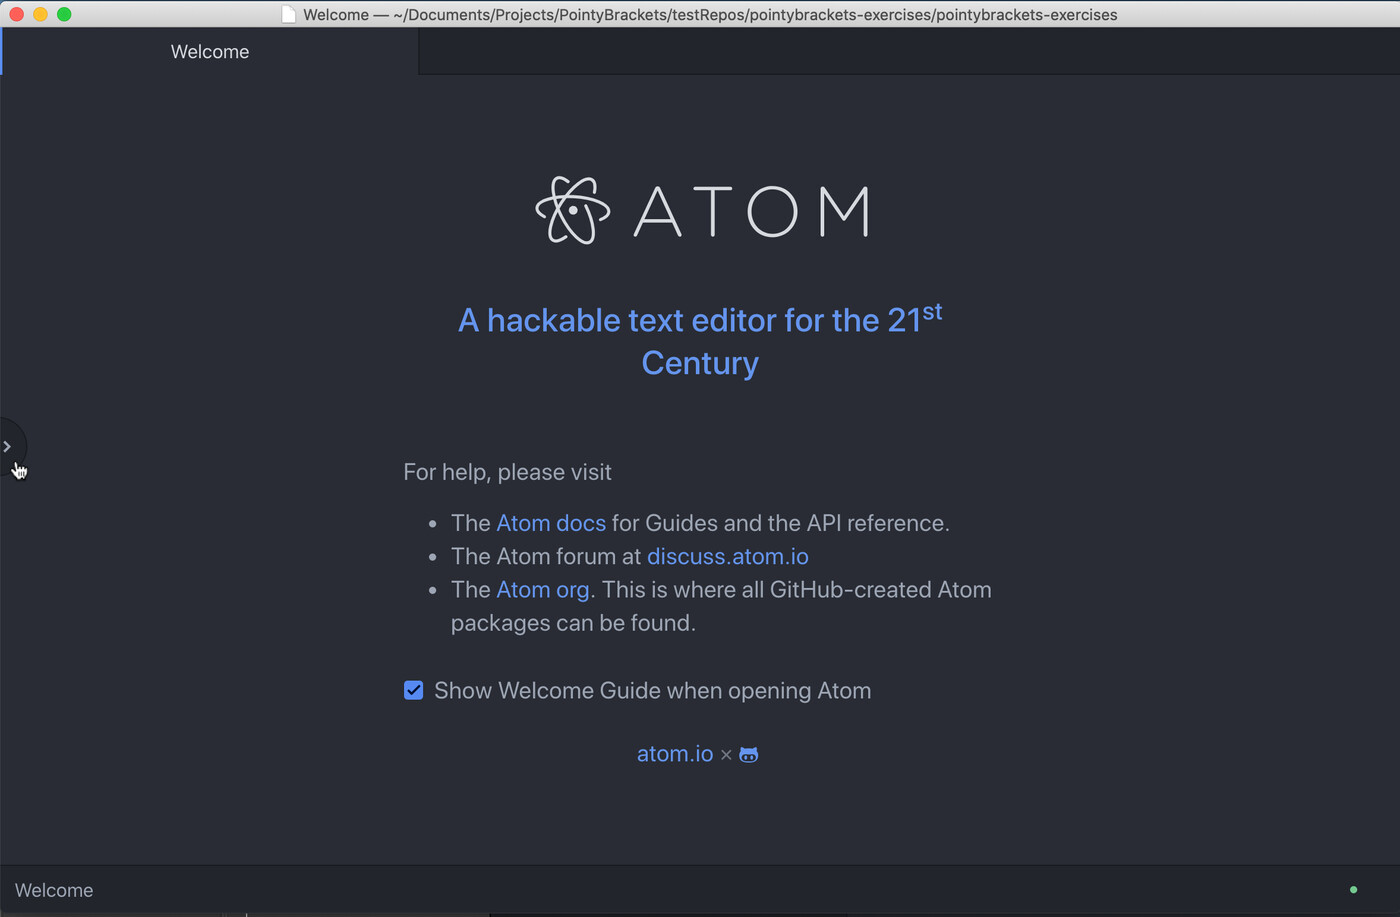 Welcome — ~/Documents/Projects/PointyBrackets/testRepos/pointybrackets-exercises/pointybrackets-exercises
Welcome
ATOM
A hackable text editor for the 21st
Century
For help, please visit
• The Atom docs for Guides and the API reference.
• The Atom forum at discuss.atom.io
• The Atom org. This is where all GitHub-created Atom
packages can be found.
Show Welcome Guide when opening Atom
atom.io ×
Welcome